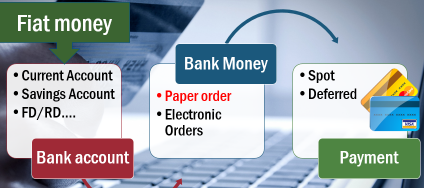 Fiat money
• Current Account
• Savings Account
• FD/RD....
Bank account
Bank Money
• Paper order
• Electronic
Orders
• Spot
• Deferred
VISA
Payment